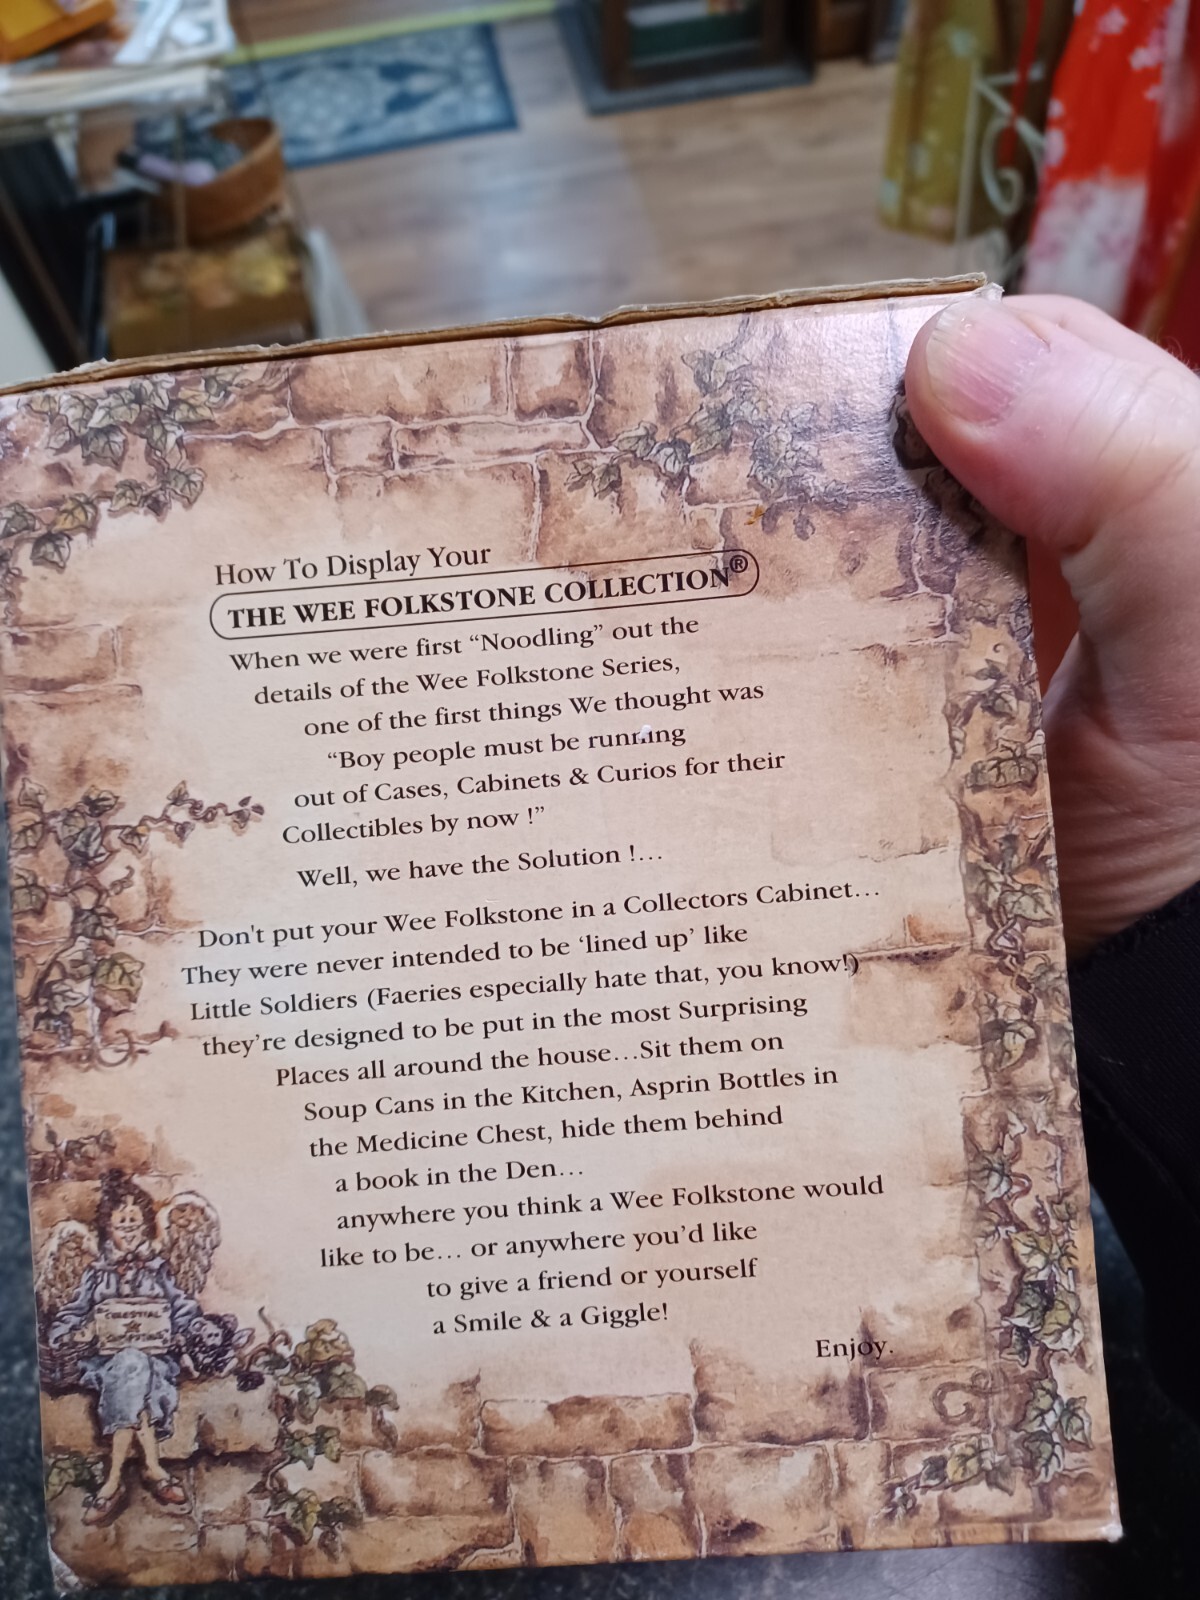 How To Display Your
THE WEE FOLKSTONE COLLECTION®
When we were first “Noodling” out the
details of the Wee Folkstone Series,
one of the first things We thought was
“Boy people must be running
out of Cases, Cabinets & Curios for their
Collectibles by now !”
Well, we have the Solution !...
Don't put your Wee Folkstone in a Collectors Cabinet...
They were never intended to be ‘lined up’ like
Little Soldiers (Faeries especially hate that, you know!)
they’re designed to be put in the most Surprising
Places all around the house...Sit them on
Soup Cans in the Kitchen, Asprin Bottles in
the Medicine Chest, hide them behind
a book in the Den...
anywhere you think a Wee Folkstone would
like to be... or anywhere you’d like
to give a friend or yourself
a Smile & a Giggle!
Enjoy.
CELESTIAL